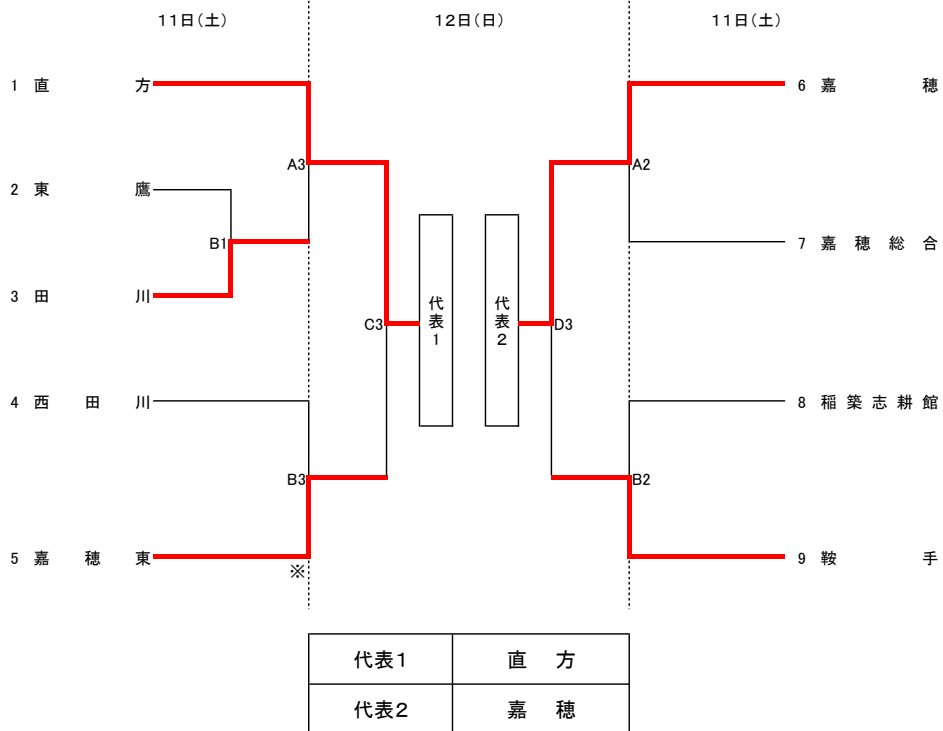 11日(土) 12日(日) 11日(土)
1 直方
6 嘉穂
A3
A2
2 東鷹
B1
7 嘉穂総合
3 田川
代表1
代表2
C3
D3
4 西田川
8 稲築志耕館
B3
B2
5 嘉穂東
9 鞍手
※
代表1 直方
代表2 嘉穂